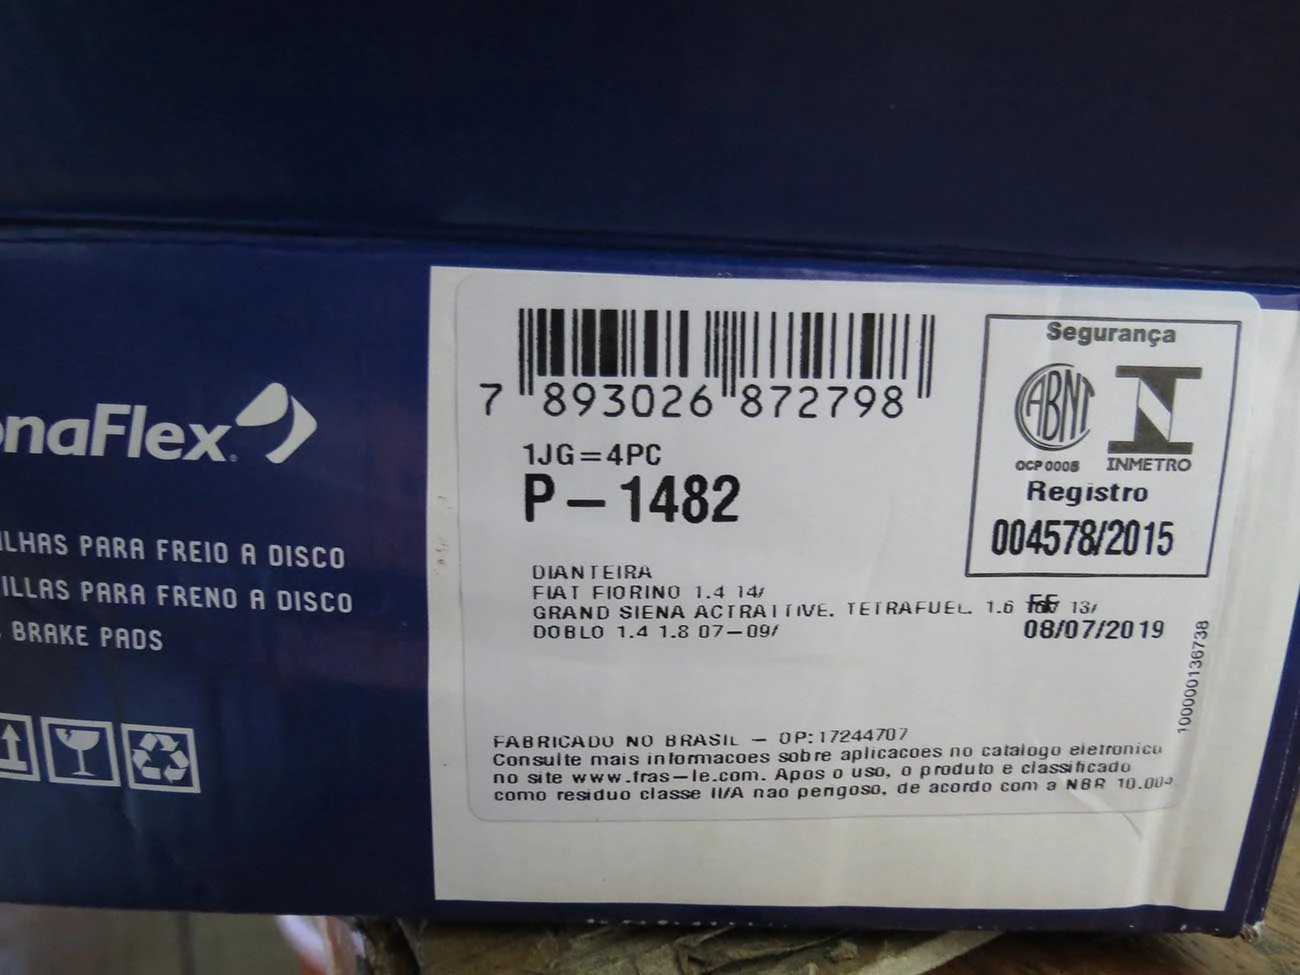 naFlex
PARA FREIO A DISCO
PARA FRENO A DISCO
BRAKE PADS
7 893026 872798
1JG=4PC
P-1482
DIANTEIRA
FIAT FIORINO 1.4 14/
GRAND SIENA ACTRAITIVE. TETRAFUEL. 1.6 13/
DOBLO 1.4 1.8 07-09/
FF
08/07/2019
Segurança
ABNT
OCP 0008
INMETRO
Registro
004578/2015
100000136738
FABRICADO NO BRASIL - OP:17244707
Consulte mais informacoes sobre aplicacoes no catalogo eletronico
no site www.fras-le.com. Apos o uso, o produto e classificado
como residuo classe II/A nao perigoso, de acordo com a NBR